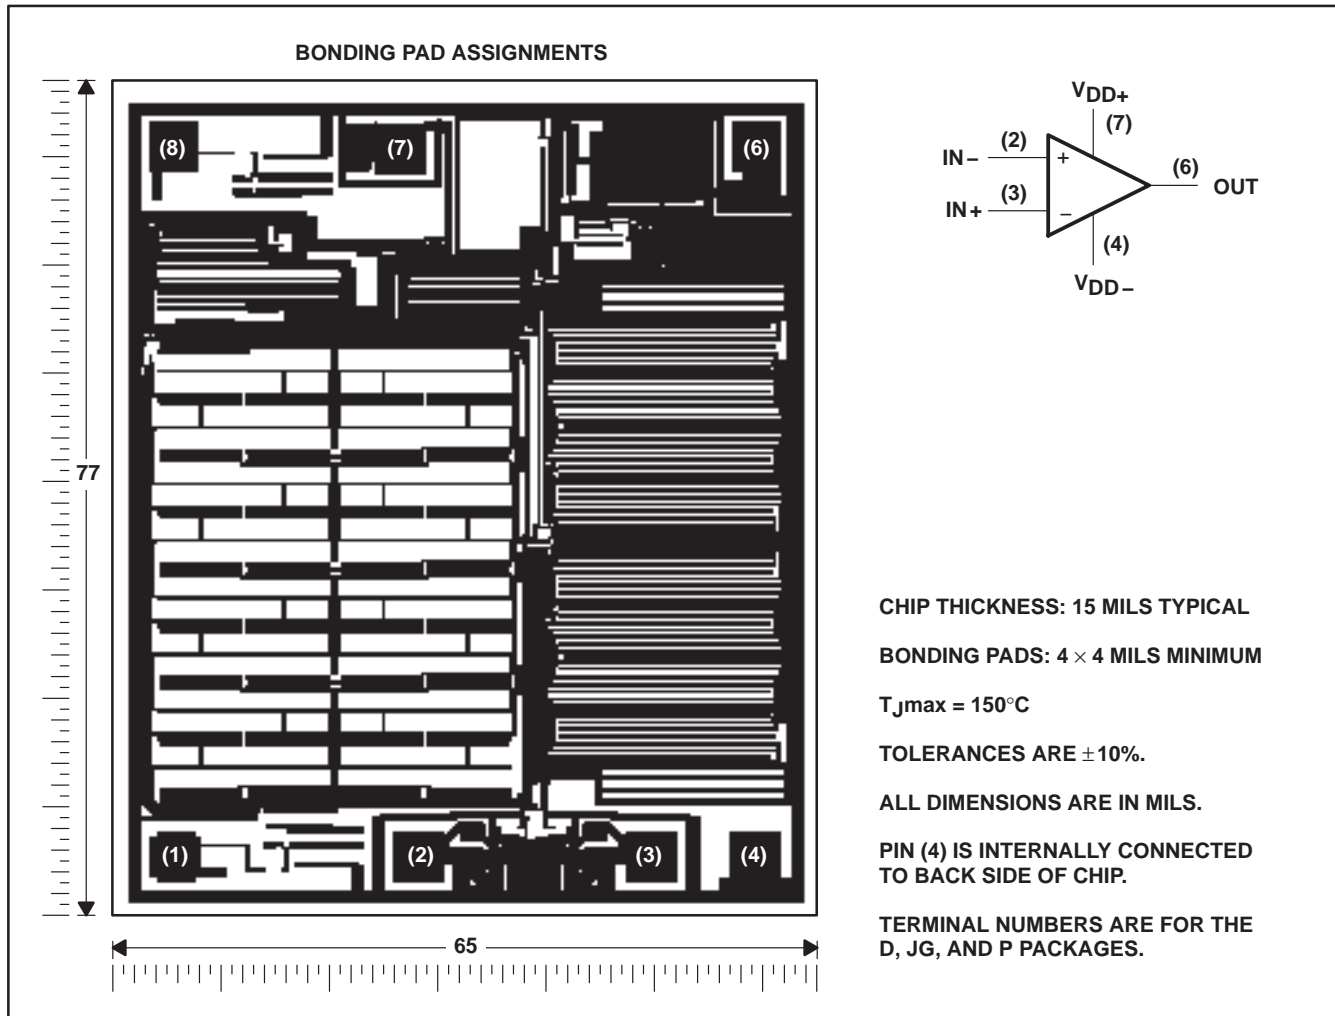 BONDING PAD ASSIGNMENTS
(8)
(7)
(6)
77
(1)
(2)
(3)
(4)
65
VDD+
(7)
IN− (2) +
(6)
OUT
IN+ (3) −
(4)
VDD−
CHIP THICKNESS: 15 MILS TYPICAL
BONDING PADS: 4 × 4 MILS MINIMUM
TJmax = 150°C
TOLERANCES ARE ±10%.
ALL DIMENSIONS ARE IN MILS.
PIN (4) IS INTERNALLY CONNECTED
TO BACK SIDE OF CHIP.
TERMINAL NUMBERS ARE FOR THE
D, JG, AND P PACKAGES.